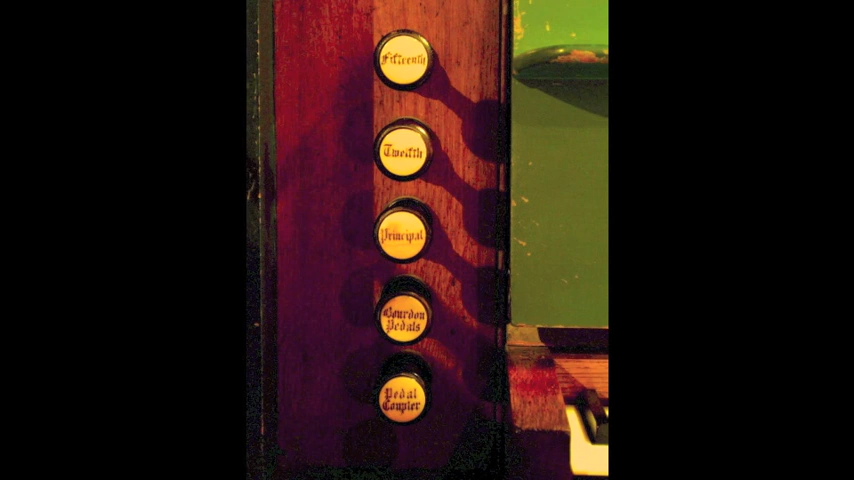 Fifteenth
Twelfth
Principal
Bourdon
Pedals
Pedal
Coupler